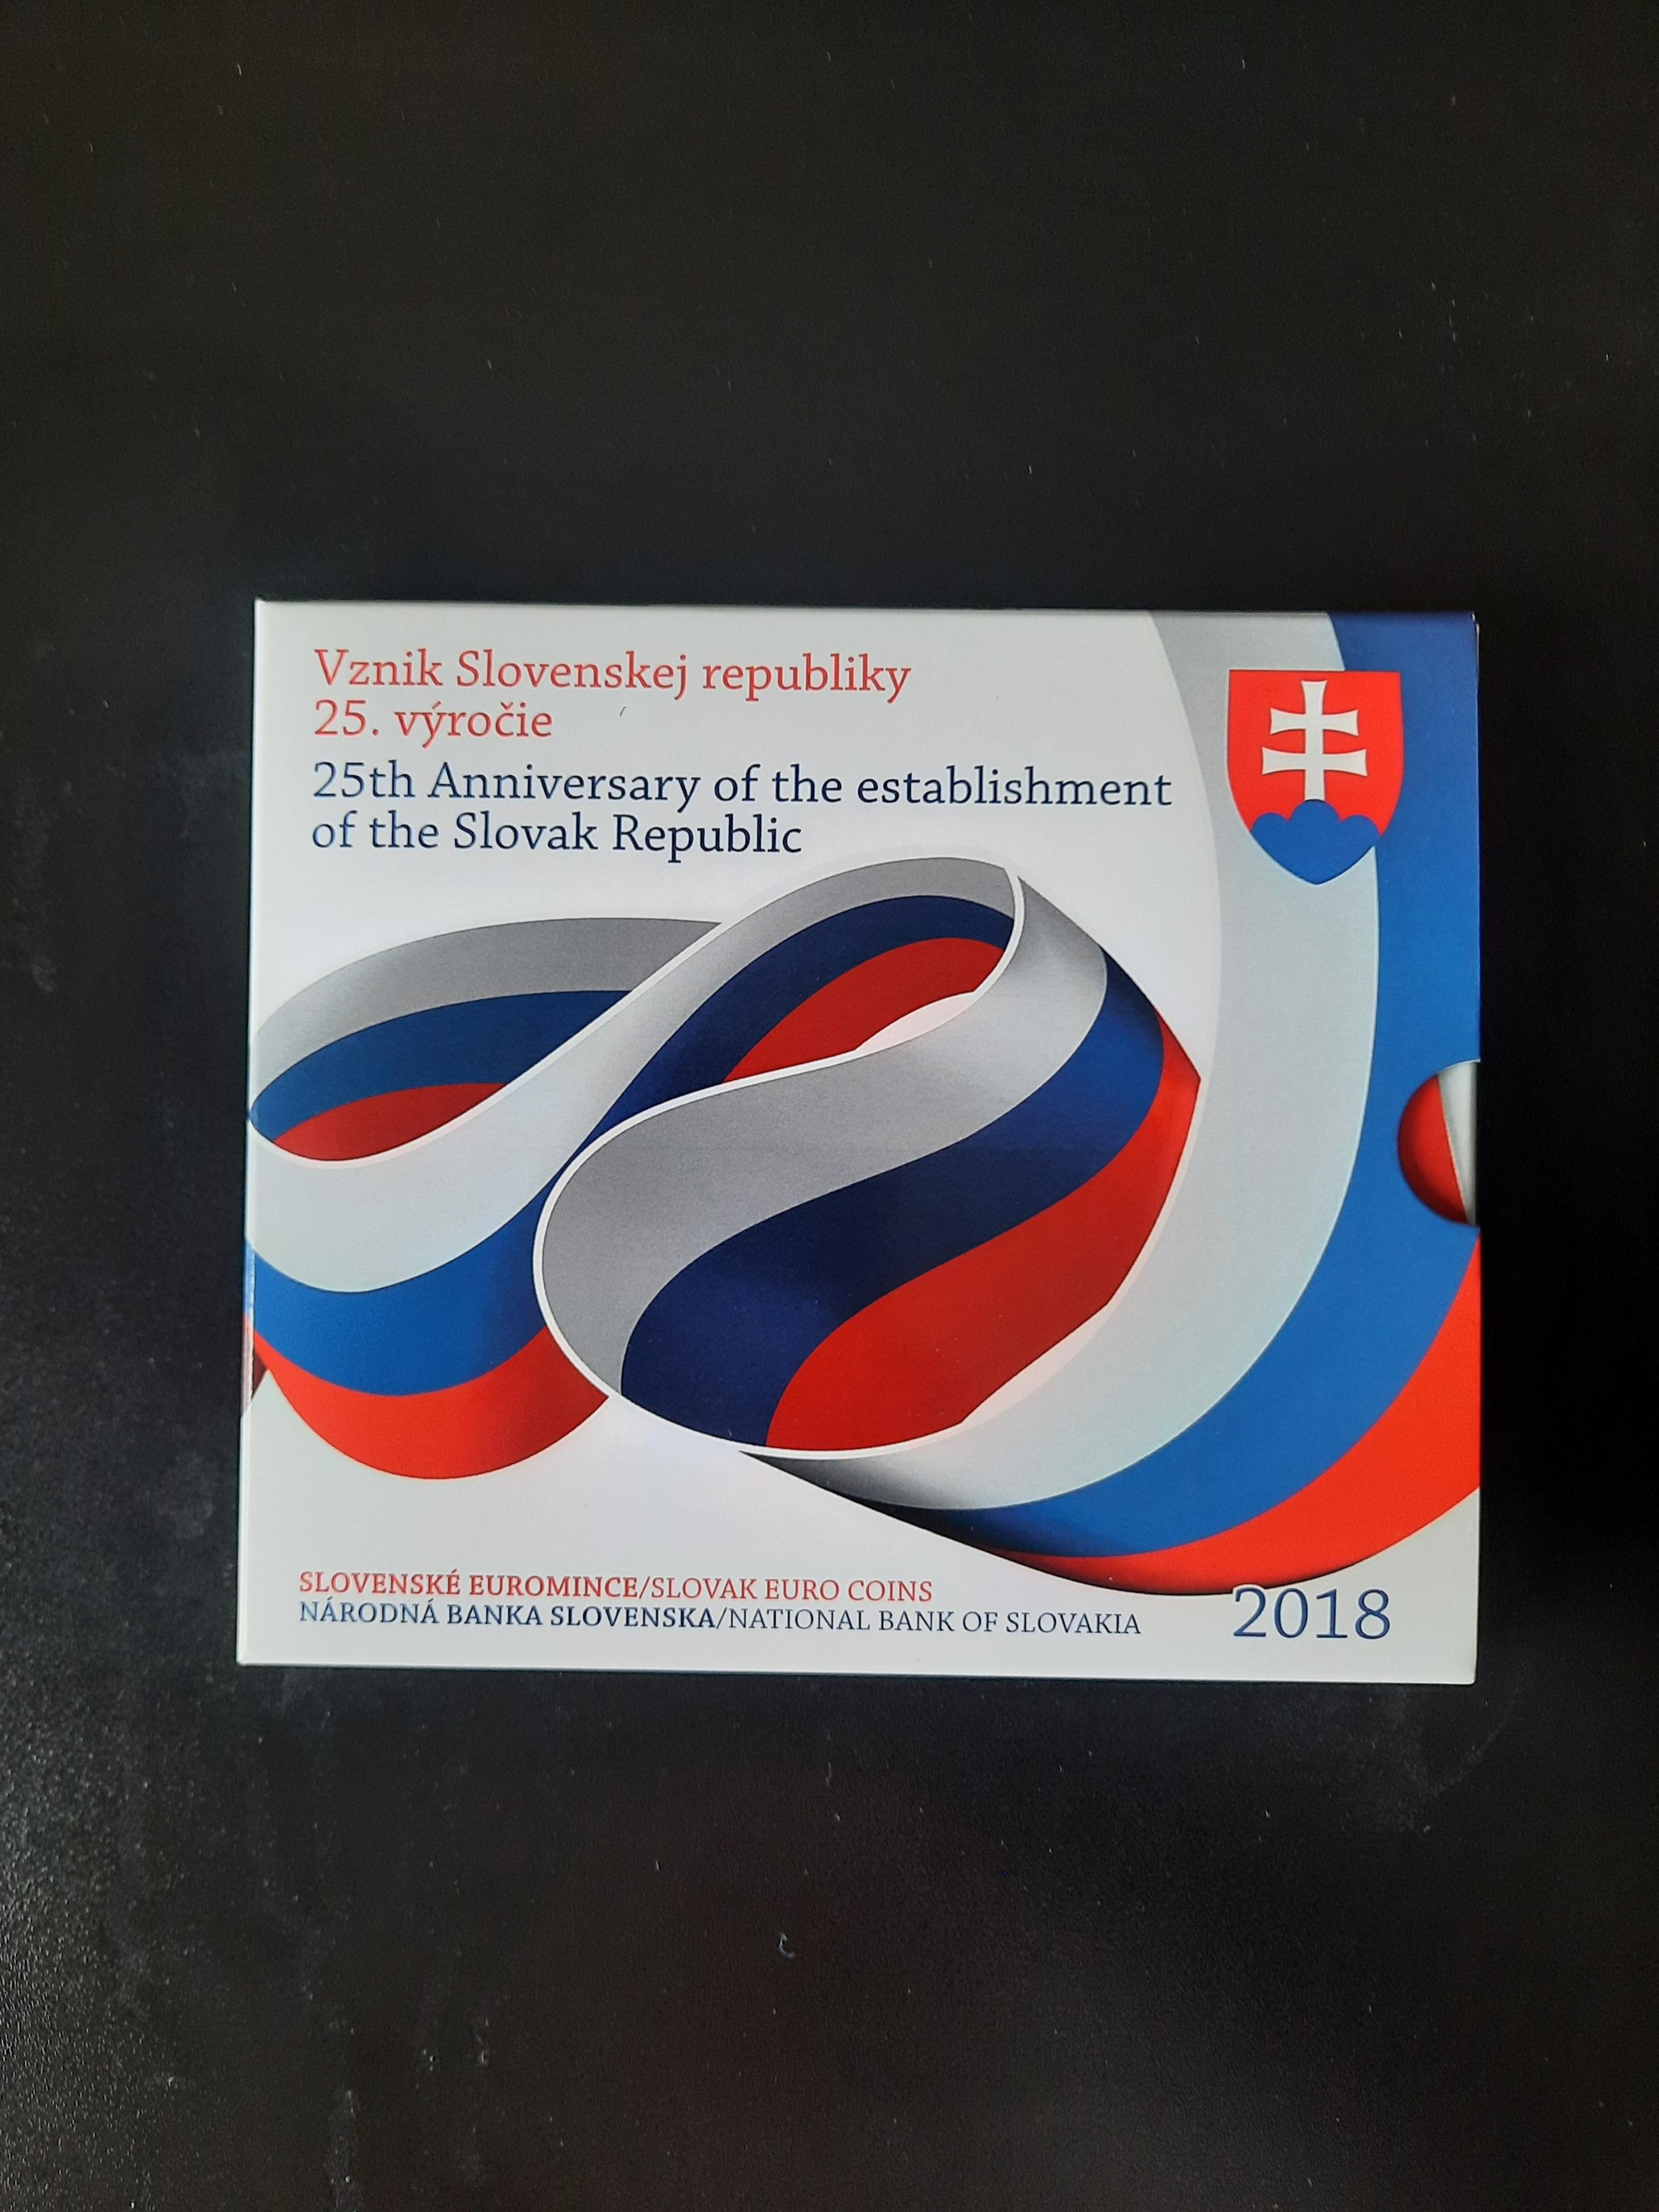 Vznik Slovenskej republiky
25. výročie
25th Anniversary of the establishment
of the Slovak Republic
SLOVENSKÉ EUROMINCE/SLOVAK EURO COINS
NÁRODNÁ BANKA SLOVENSKA/NATIONAL BANK OF SLOVAKIA
2018